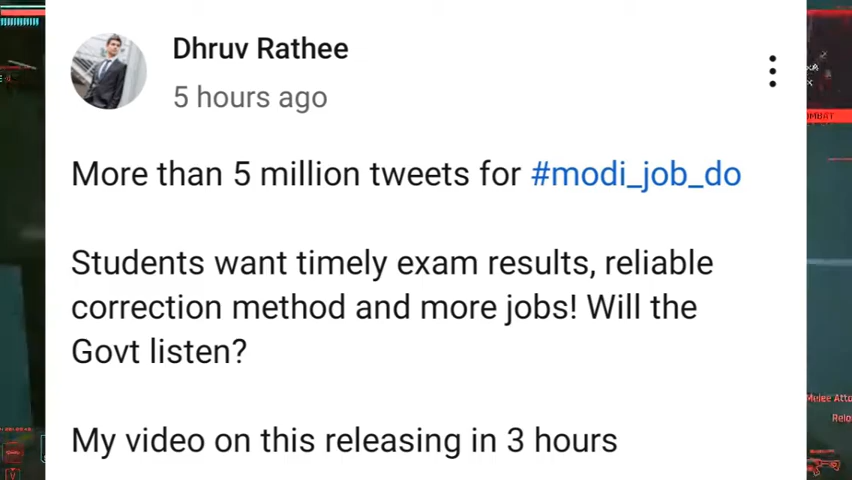 Dhruv Rathee
5 hours ago
More than 5 million tweets for #modi_job_do
Students want timely exam results, reliable
correction method and more jobs! Will the
Govt listen?
My video on this releasing in 3 hours
Melee